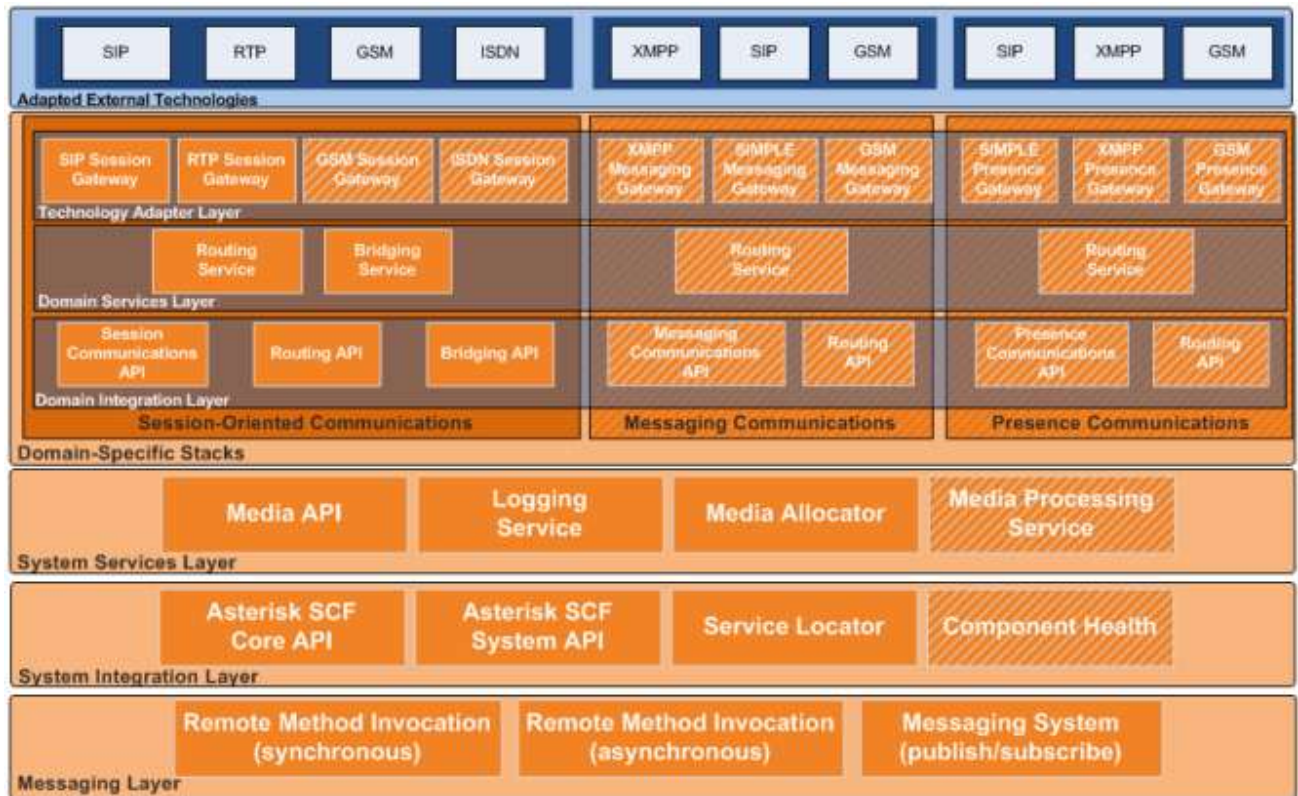 SIP RTP GSM ISDN XMPP SIP GSM SIP XMPP GSM
Adapted External Technologies
SIP Session Gateway
RTP Session Gateway
GSM Session Gateway
ISDN Session Gateway
XMPP Messaging Gateway
SIMPLE Messaging Gateway
GSM Messaging Gateway
SIMPLE Presence Gateway
XMPP Presence Gateway
GSM Presence Gateway
Technology Adapter Layer
Routing Service
Bridging Service
Routing Service
Routing Service
Domain Services Layer
Session Communications API
Routing API
Bridging API
Messaging Communications API
Routing API
Presence Communications API
Routing API
Domain Integration Layer
Session-Oriented Communications
Messaging Communications
Presence Communications
Domain-Specific Stacks
Media API
Logging Service
Media Allocator
Media Processing Service
System Services Layer
Asterisk SCF Core API
Asterisk SCF System API
Service Locator
Component Health
System Integration Layer
Remote Method Invocation (synchronous)
Remote Method Invocation (asynchronous)
Messaging System (publish/subscribe)
Messaging Layer